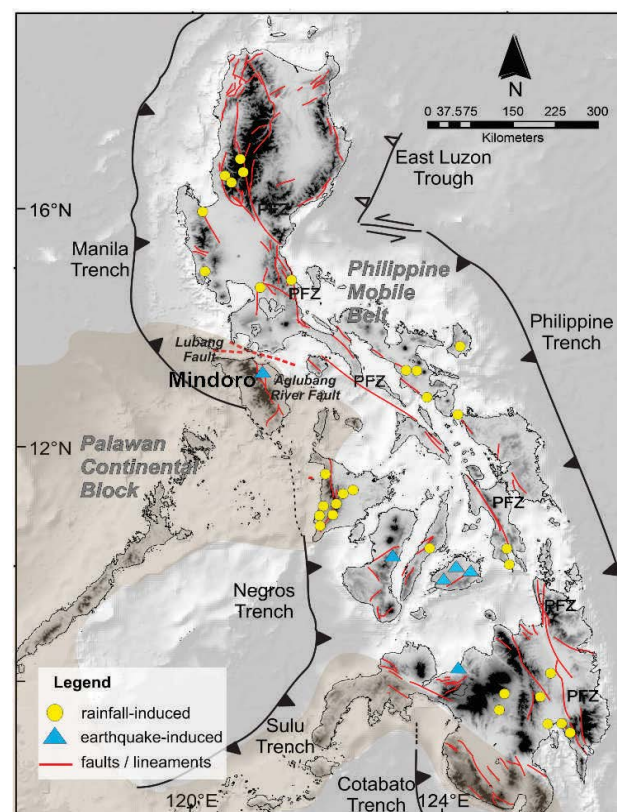 N
0 37.575 150 225 300
Kilometers
East Luzon
Trough
16°N
PFZ
Manila
Trench
Philippine
Mobile
Belt
PFZ
Philippine
Trench
Lubang
Fault
Mindoro
Aglubang
River Fault
PFZ
12°N
Palawan
Continental
Block
PFZ
Negros
Trench
PFZ
Legend
rainfall-induced
earthquake-induced
faults / lineaments
PFZ
Sulu
Trench
Cotabato
Trench
120°E
124°E